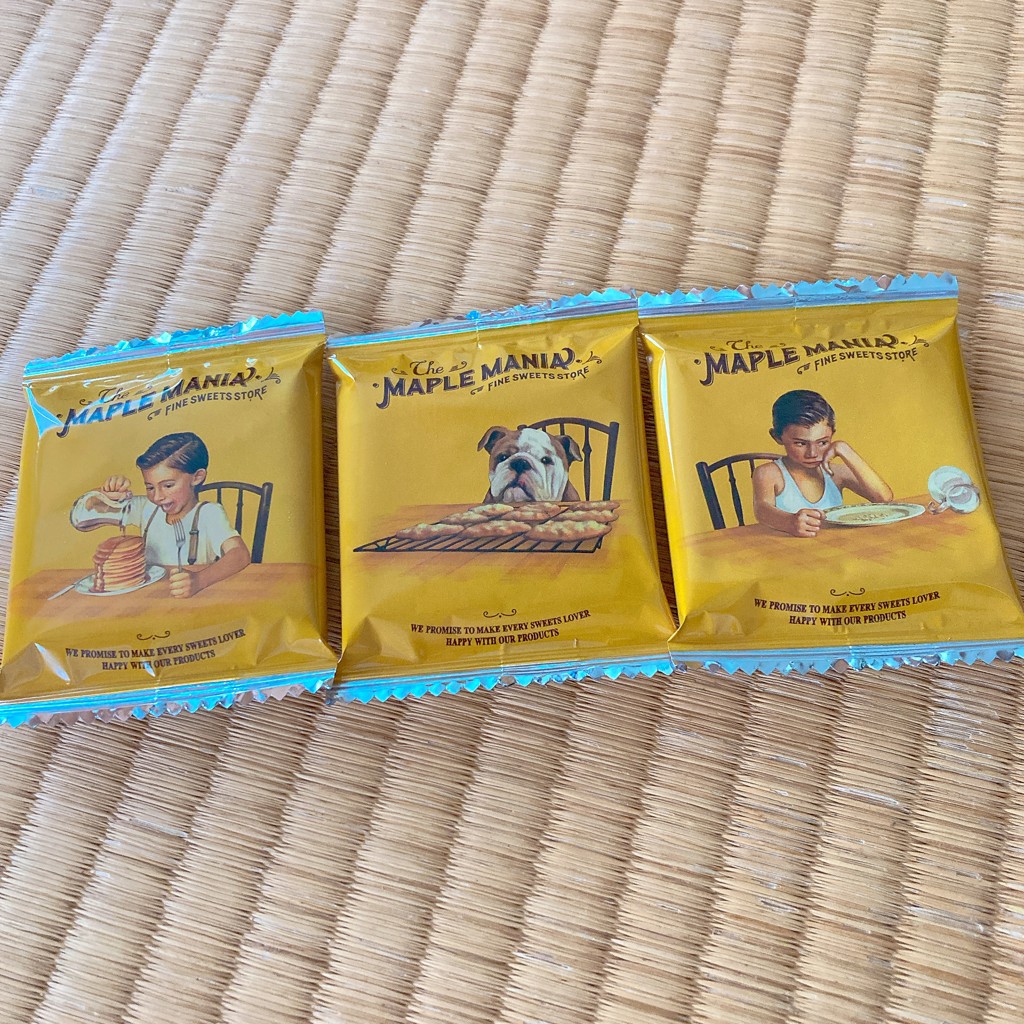 The
MAPLE MANIA
FINE SWEETS STORE
WE PROMISE TO MAKE EVERY SWEETS LOVER
HAPPY WITH OUR PRODUCTS
The
MAPLE MANIA
FINE SWEETS STORE
WE PROMISE TO MAKE EVERY SWEETS LOVER
HAPPY WITH OUR PRODUCTS
The
MAPLE MANIA
FINE SWEETS STORE
WE PROMISE TO MAKE EVERY SWEETS LOVER
HAPPY WITH OUR PRODUCTS